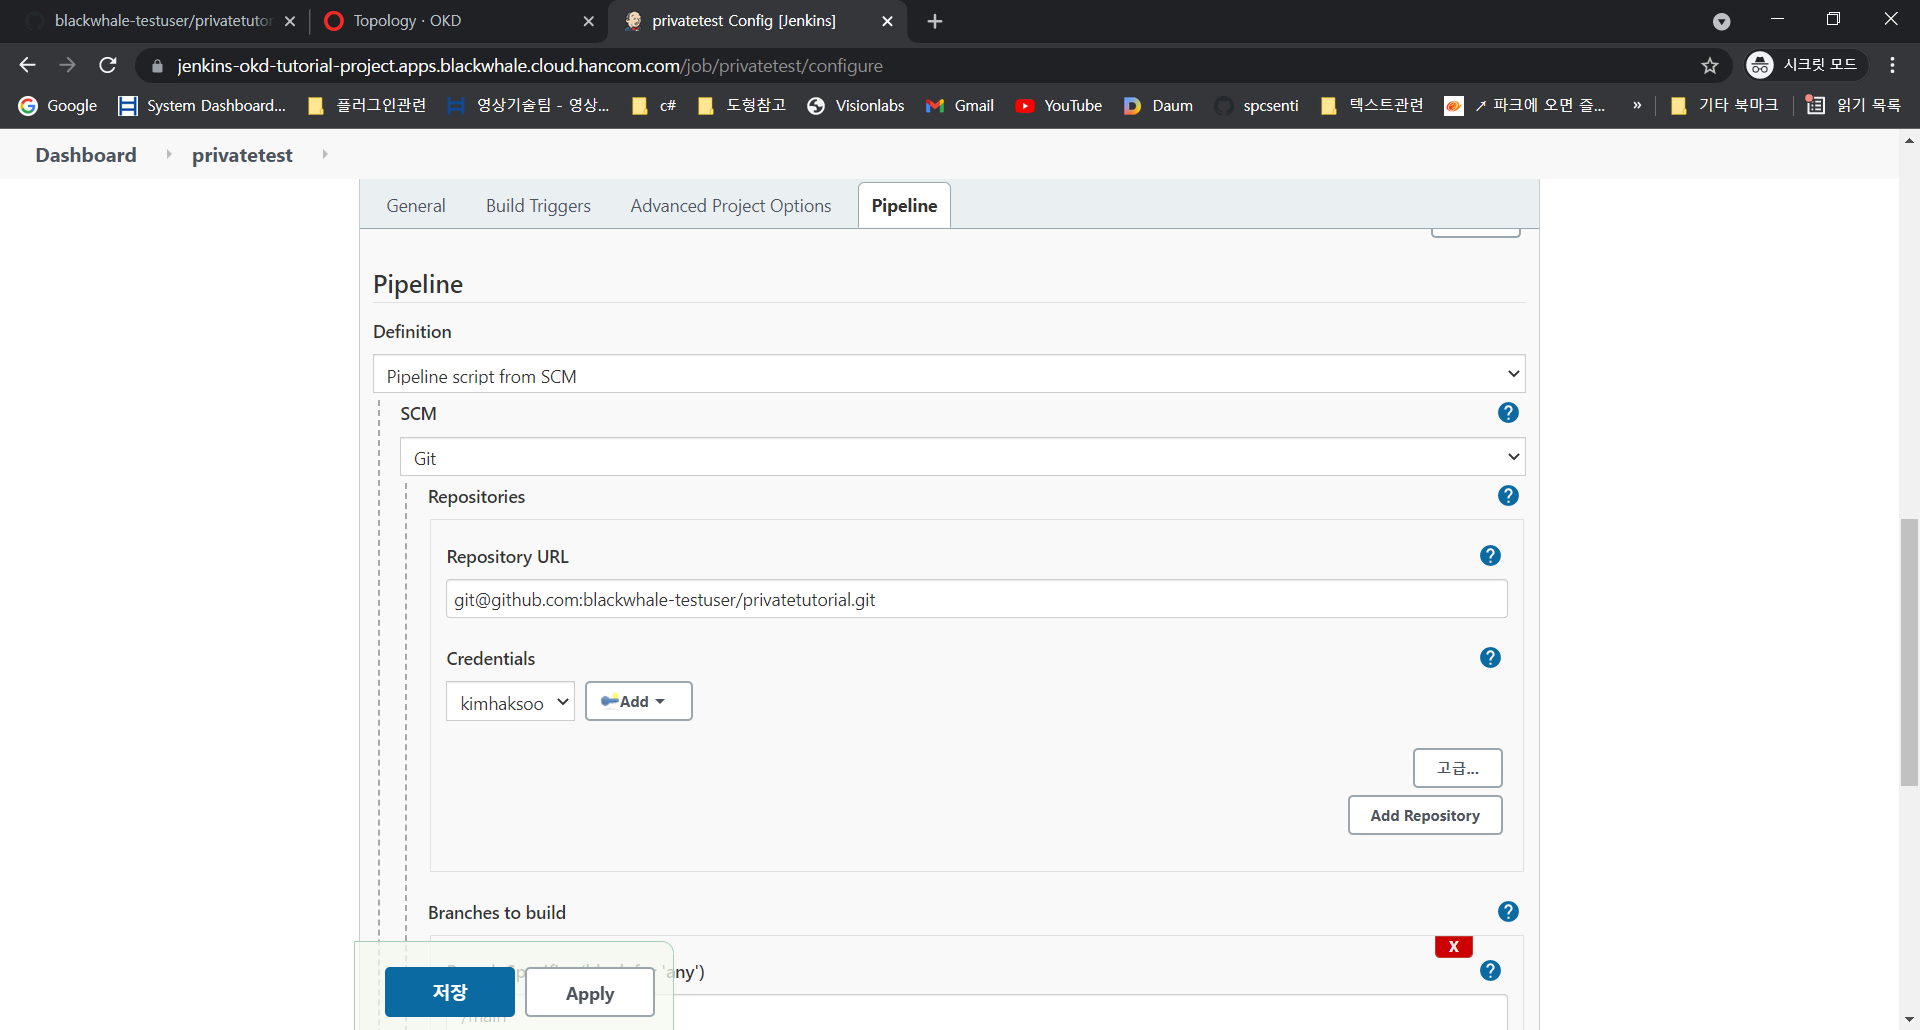 blackwhale-testuser/privatetutor
Topology · OKD
privatetest Config [Jenkins]
jenkins-okd-tutorial-project.apps.blackwhale.cloud.hancom.com/job/privatetest/configure
시크릿 모드
Google
System Dashboard...
플러그인관련
영상기술팀 - 영상...
c#
도형참고
Visionlabs
Gmail
YouTube
Daum
spcsenti
텍스트관련
↗ 파크에 오면 즐...
»
기타 북마크
읽기 목록
Dashboard
privatetest
General
Build Triggers
Advanced Project Options
Pipeline
Pipeline
Definition
Pipeline script from SCM
SCM
Git
Repositories
Repository URL
git@github.com:blackwhale-testuser/privatetutorial.git
Credentials
kimhaksoo
Add
고급...
Add Repository
Branches to build
X
'any')
저장
Apply
/main